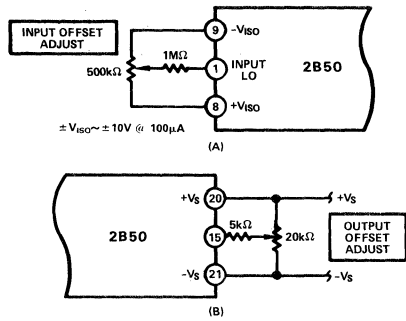 INPUT OFFSET
ADJUST
9
-VISO
1MΩ
1
INPUT
LO
2B50
500kΩ
8
+VISO
±VISO~±10V @ 100μA
(A)
+VS
20
+VS
5kΩ
2B50
15
20kΩ
OUTPUT
OFFSET
ADJUST
-VS
21
-VS
(B)